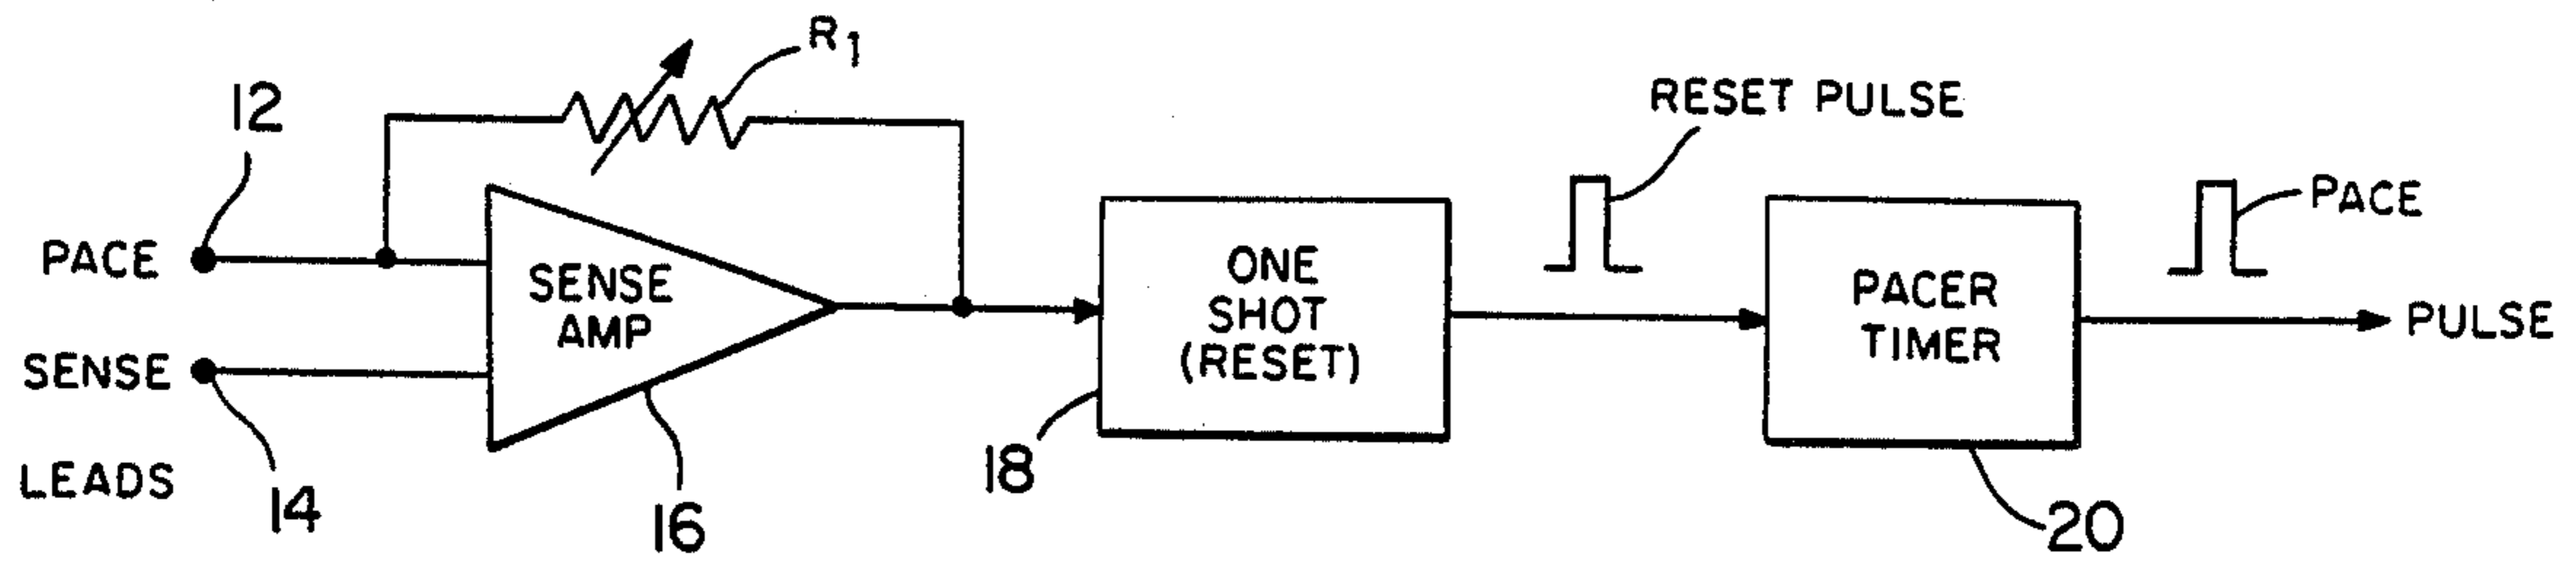 R1
12
RESET PULSE
PACE
PACE
SENSE
AMP
ONE
SHOT
(RESET)
PACER
TIMER
PULSE
SENSE
LEADS
14
16
18
20